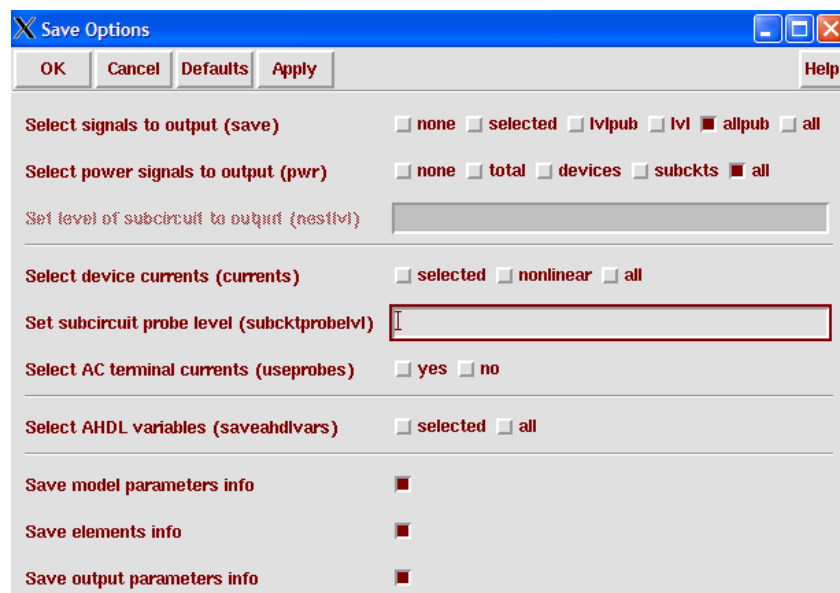 Save Options
OK Cancel Defaults Apply Help
Select signals to output (save) none selected lvlpub lvl allpub all
Select power signals to output (pwr) none total devices subckts all
Set level of subcircuit to output (nestlvl)
Select device currents (currents) selected nonlinear all
Set subcircuit probe level (subcktprobelvl)
Select AC terminal currents (useprobes) yes no
Select AHDL variables (saveahdlvars) selected all
Save model parameters info
Save elements info
Save output parameters info